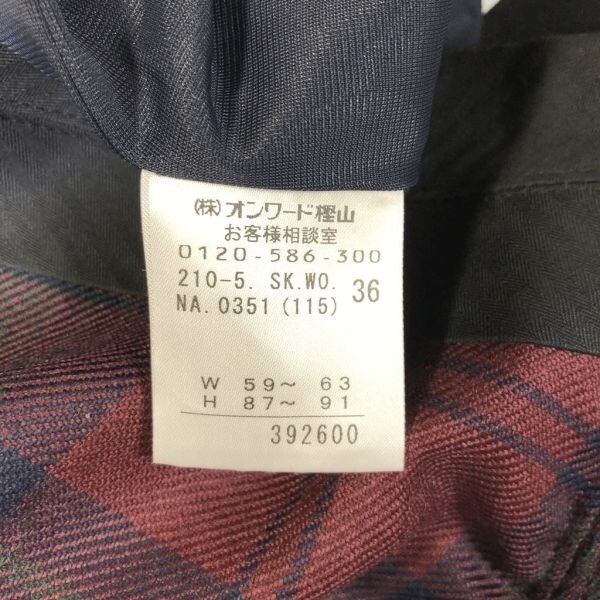 (株)オンワード樫山
お客様相談室
0120-586-300
210-5. SK.WO. 36
NA. 0351 (115)
W 59〜 63
H 87〜 91
392600